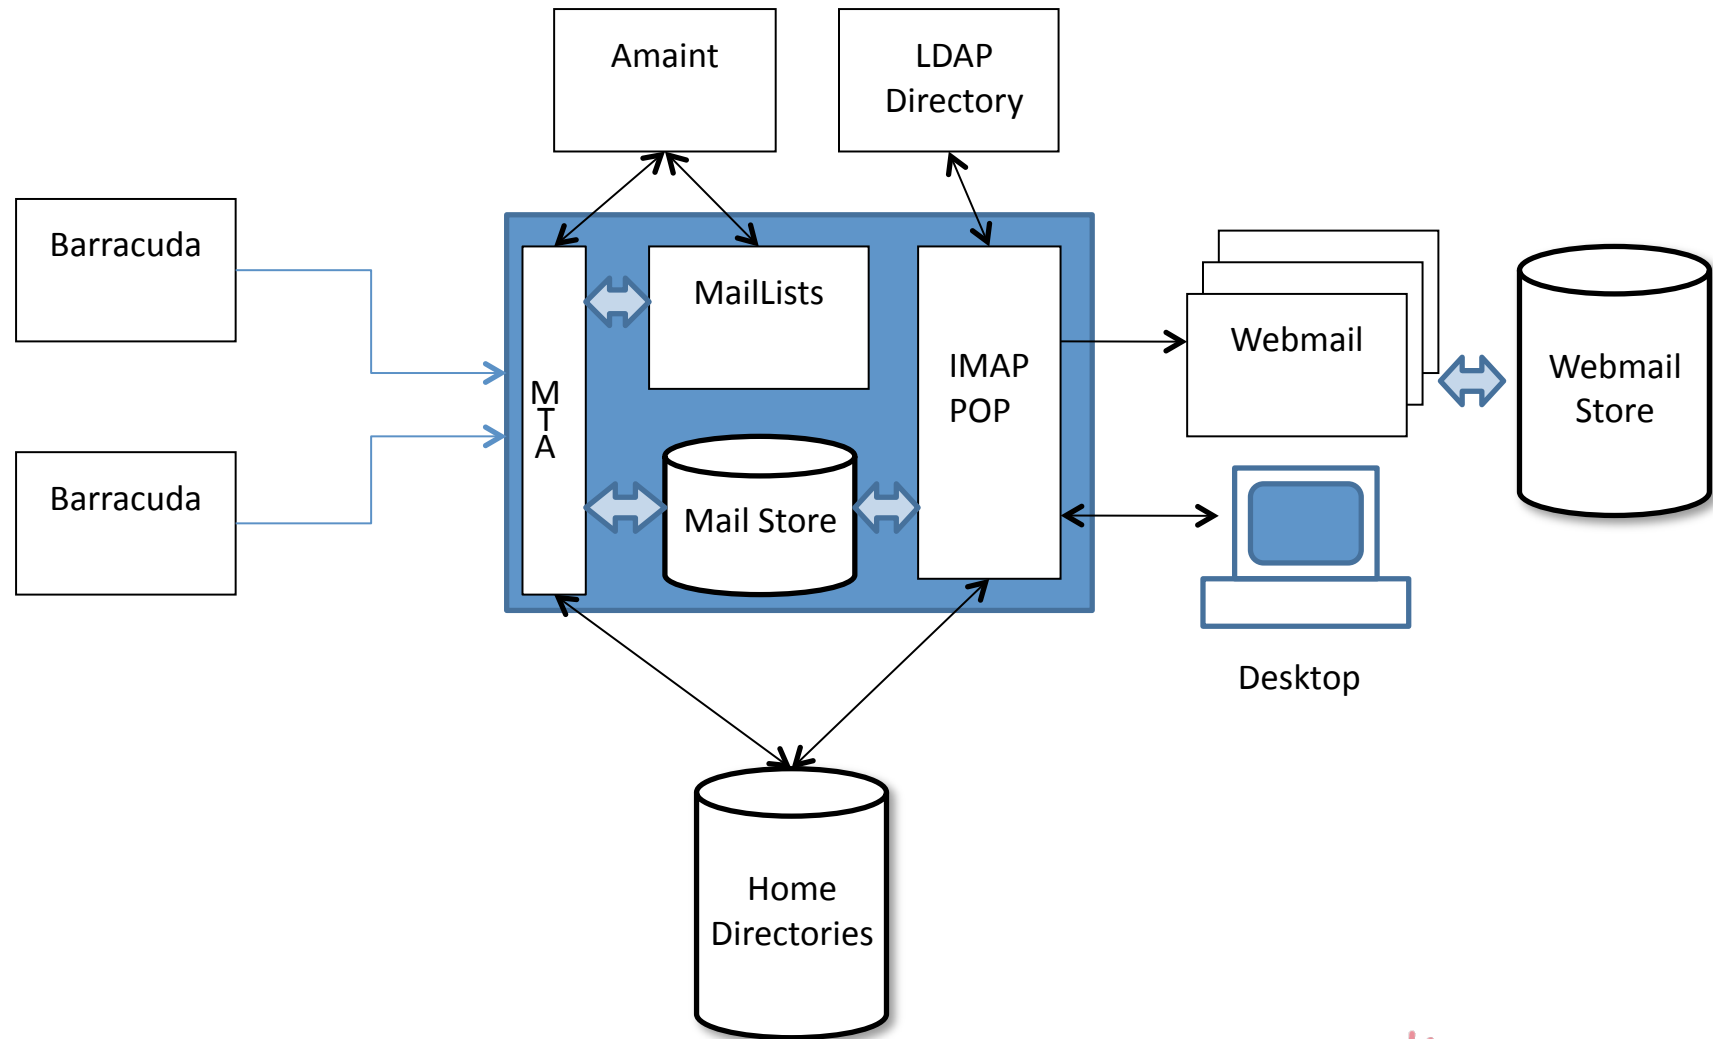 Amaint
LDAP
Directory
Barracuda
MailLists
Webmail
IMAP
POP
Webmail
Store
M
T
A
Barracuda
Mail Store
Desktop
Home
Directories